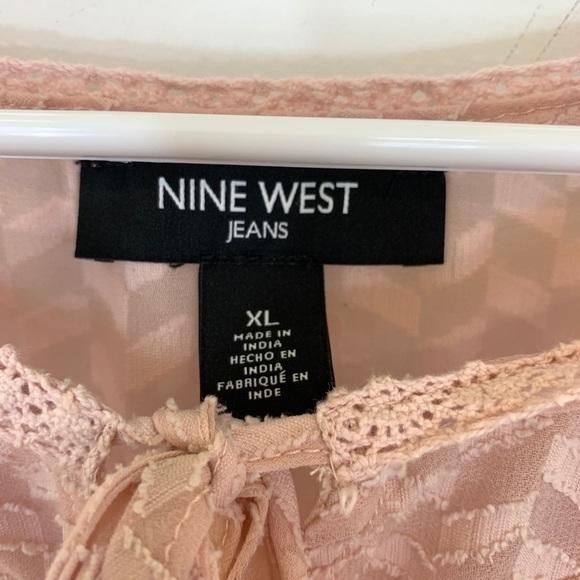 NINE WEST
JEANS
XL
MADE IN
INDIA
HECHO EN
INDIA
FABRIQUÉ EN
INDE